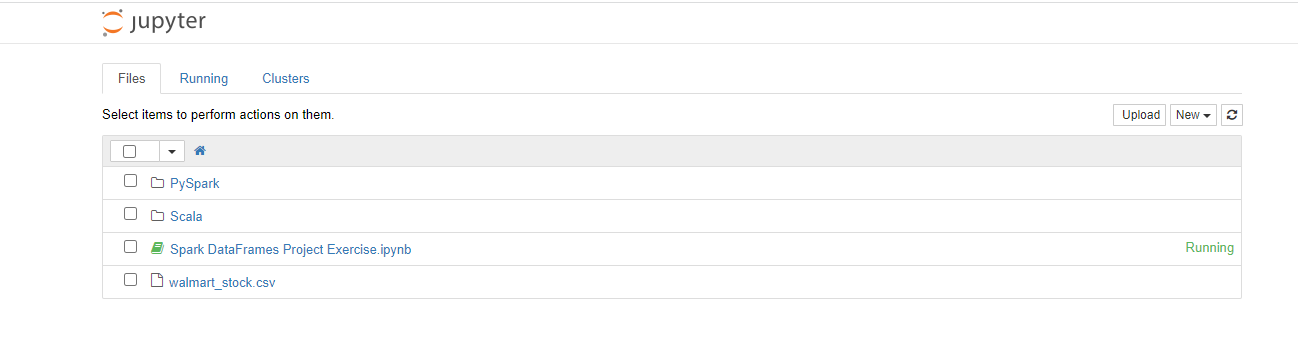 jupyter
Files Running Clusters
Select items to perform actions on them. Upload New
PySpark
Scala
Spark DataFrames Project Exercise.ipynb Running
walmart_stock.csv